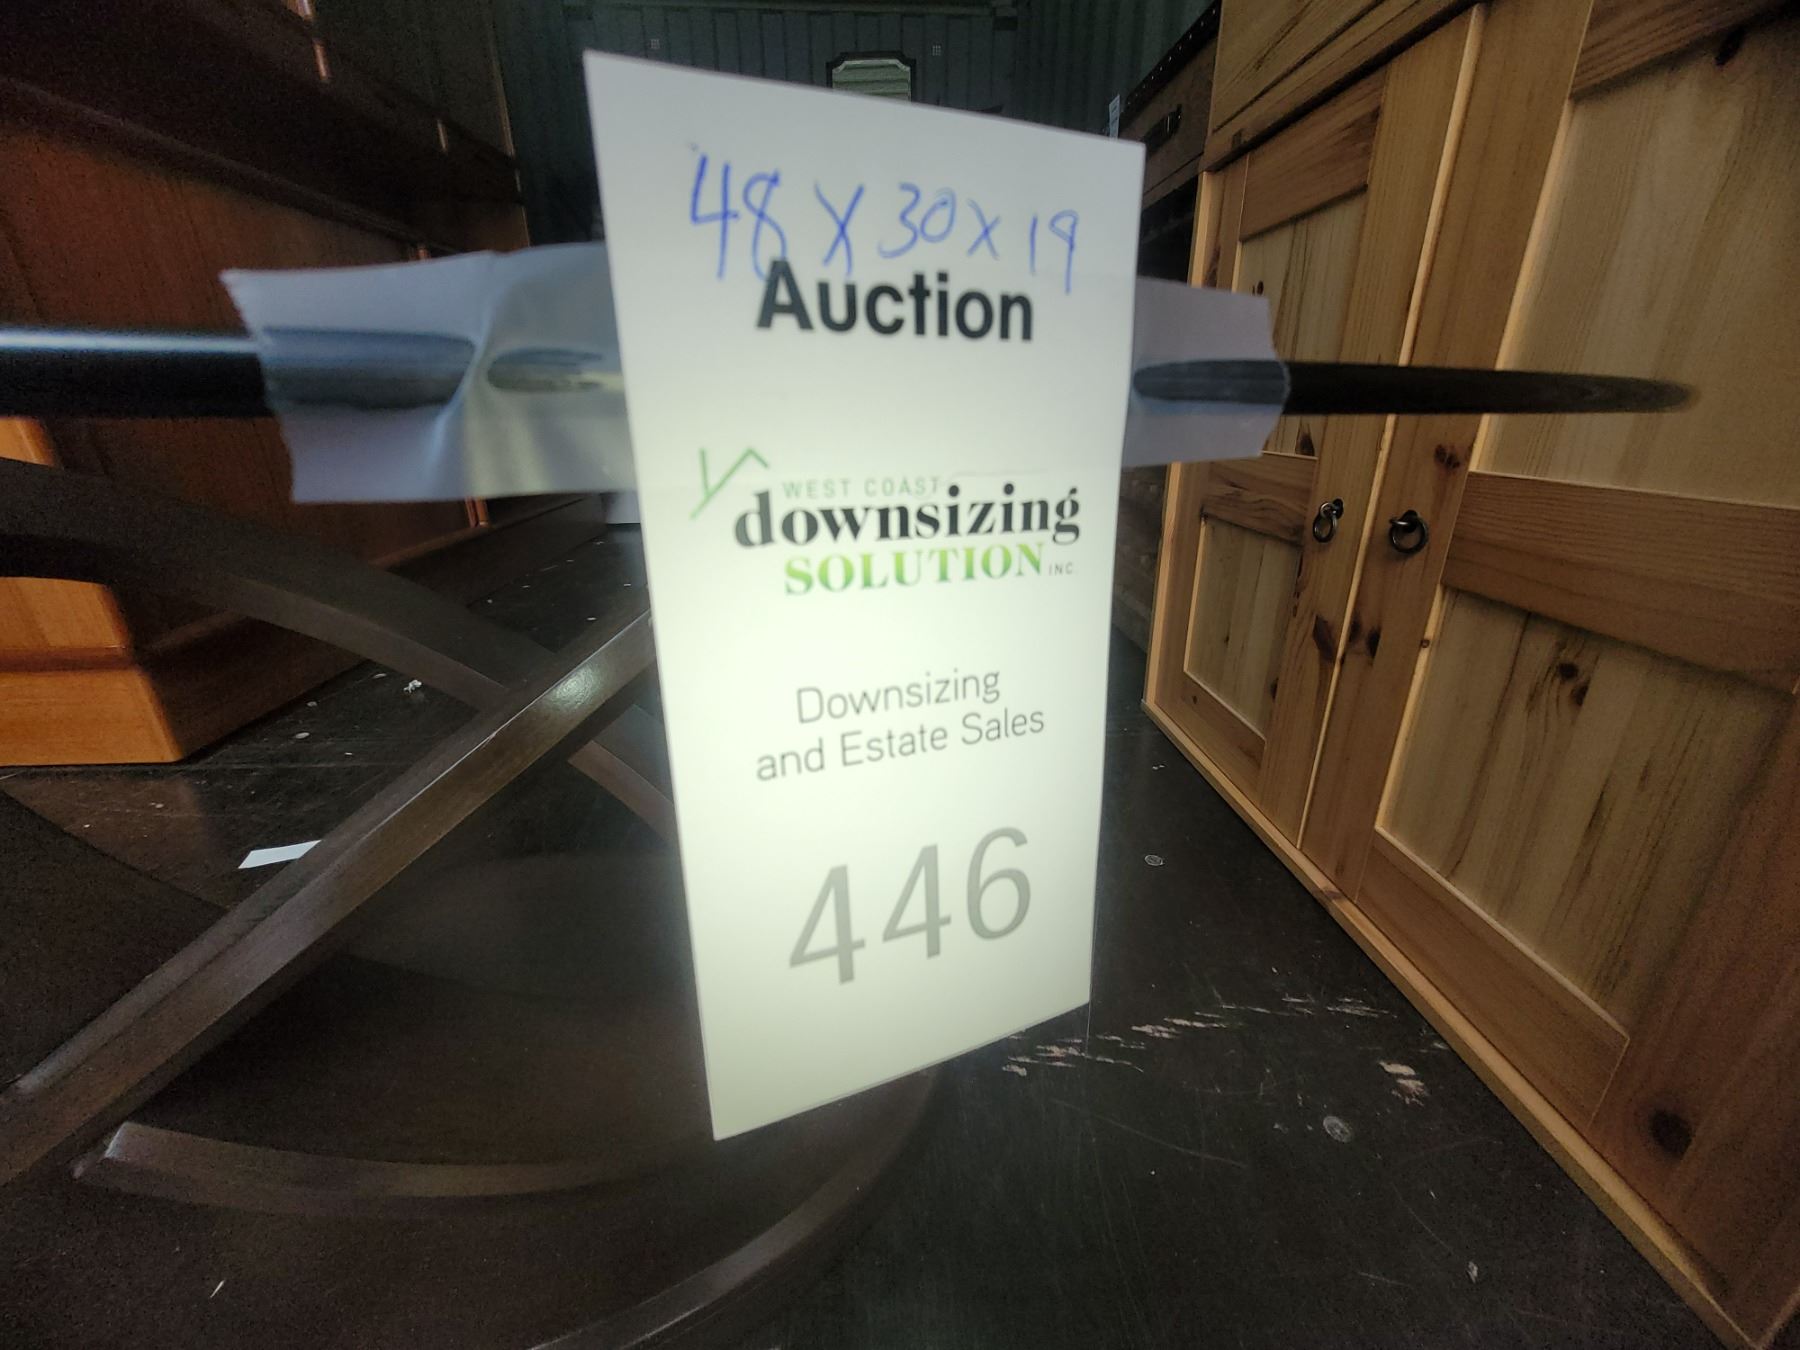 48 X 30 X 19
Auction
WEST COAST
downsizing
SOLUTION INC.
Downsizing
and Estate Sales
446